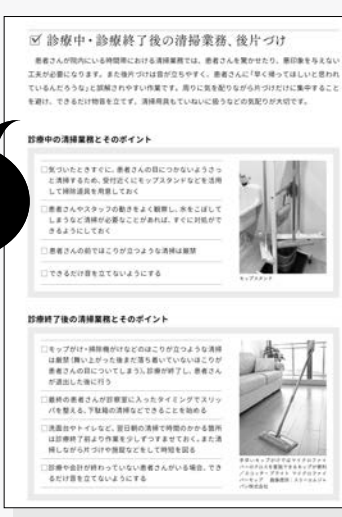 ☑ 診療中・診療終了後の清掃業務、後片づけ
患者さんが院内にいる時間帯における清掃業務では、患者さんを驚かせたり、悪印象を与えない
工夫が必要になります。また後片づけは音が立ちやすく、患者さんに「早く帰ってほしいと思われ
ているんだろうな」と誤解されやすい作業です。周りに気を配りながら片づけだけに集中すること
を避け、できるだけ物音を立てず、清掃用具もていねいに扱うなどの気配りが大切です。
診療中の清掃業務とそのポイント
□気づいたときすぐに、患者さんの目につかないようさっ
と清掃するため、受付近くにモップスタンドなどを活用
して掃除道具を用意しておく
□患者さんやスタッフの動きをよく観察し、水をこぼして
しまうなど清掃が必要なことがあれば、すぐに対処がで
きるようにしておく
□患者さんの前ではこりが立つような清掃は厳禁
□できるだけ音を立てないようにする
モップスタンド
診療終了後の清掃業務とそのポイント
□モップがけ・掃除機がけなどのほこりが立つような清掃
は厳禁（舞い上がった後まだ落ち着いていないほこりが
患者さんの目についてしまう）。診療が終了し、患者さん
が退出した後に行う
□最終の患者さんが診察室に入ったタイミングでスリッ
パを整える、下駄箱の清掃などできることを始める
□洗面台やトイレなど、翌日朝の清掃で時間のかかる箇所
は診療終了前より作業を少しずつすませておく。また清
掃しながら片づけや施錠などをして時間を図る
□診療や会計が終わっていない患者さんがいる場合、でき
るだけ音を立てないようにする